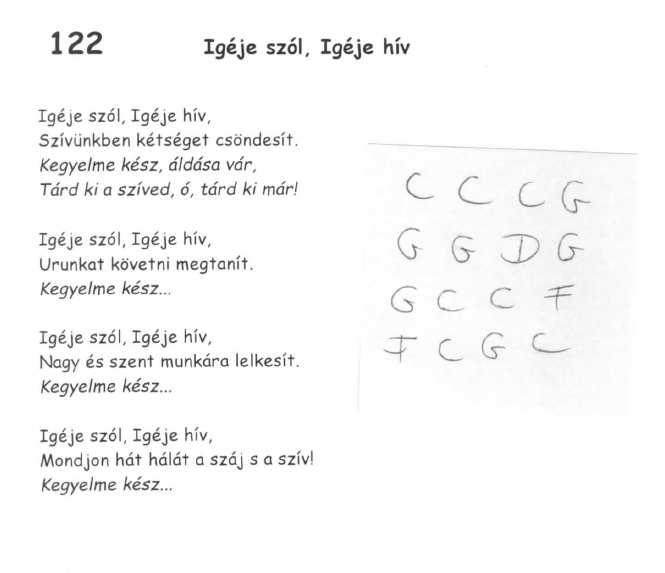 122 Igéje szól, Igéje hív
Igéje szól, Igéje hív,
Szívünkben kétséget csöndesít.
Kegyelme kész, áldása vár,
Tárd ki a szíved, ó, tárd ki már!
Igéje szól, Igéje hív,
Urunkat követni megtanít.
Kegyelme kész...
Igéje szól, Igéje hív,
Nagy és szent munkára lelkesít.
Kegyelme kész...
Igéje szól, Igéje hív,
Mondjon hát hálát a száj s a szív!
Kegyelme kész...
C C C G
G G D G
G C C F
F C G C